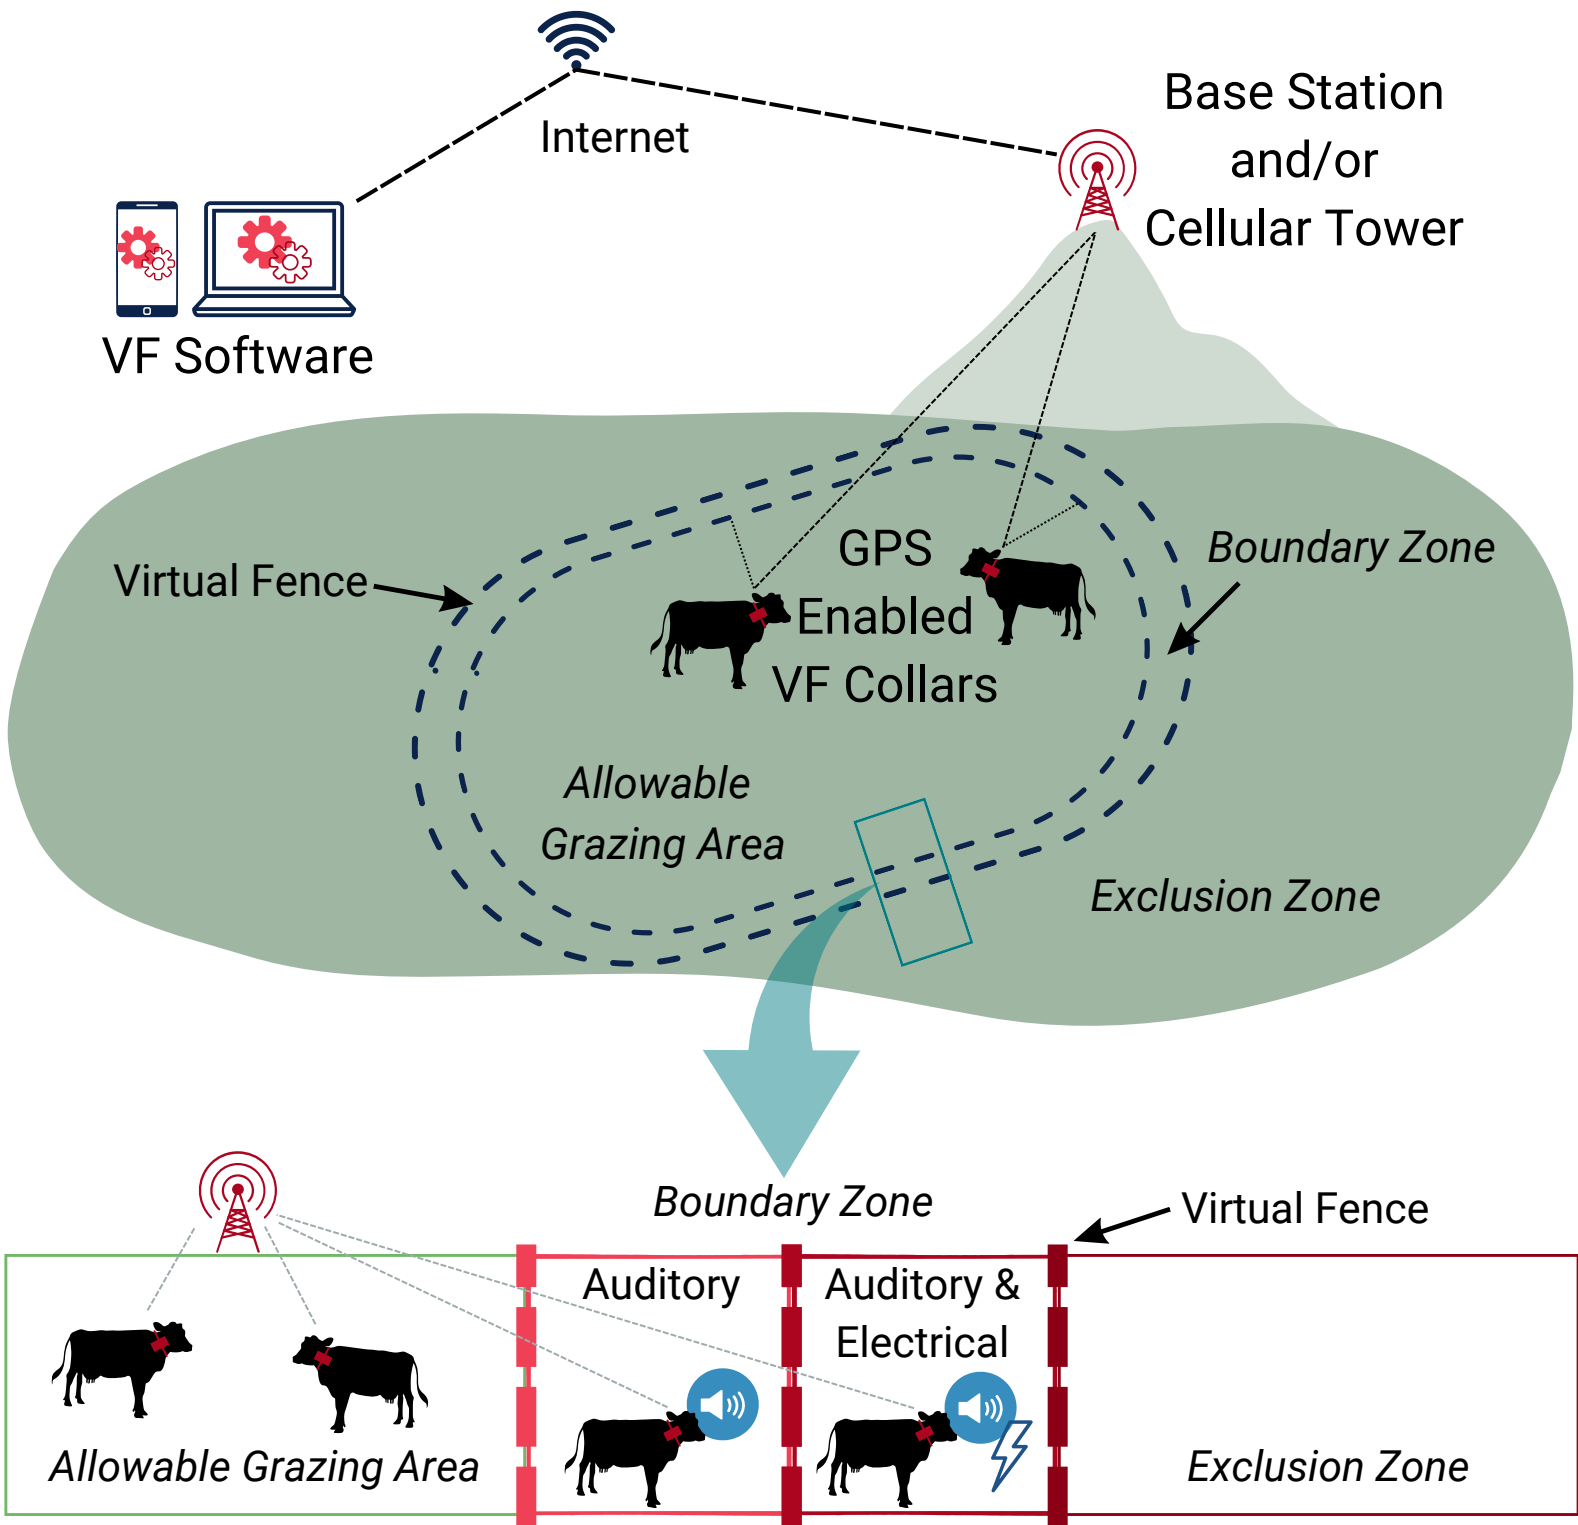 Internet
Base Station
and/or
Cellular Tower
VF Software
Virtual Fence
GPS
Enabled
VF Collars
Boundary Zone
Allowable
Grazing Area
Exclusion Zone
Boundary Zone
Virtual Fence
Auditory
Auditory &
Electrical
Allowable Grazing Area
Exclusion Zone